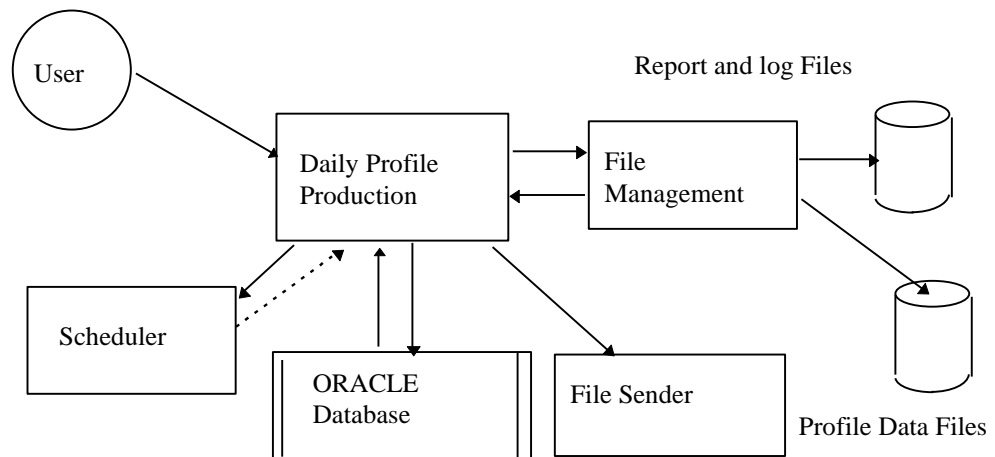 User
Report and log Files
Daily Profile
Production
File
Management
Scheduler
ORACLE
Database
File Sender
Profile Data Files